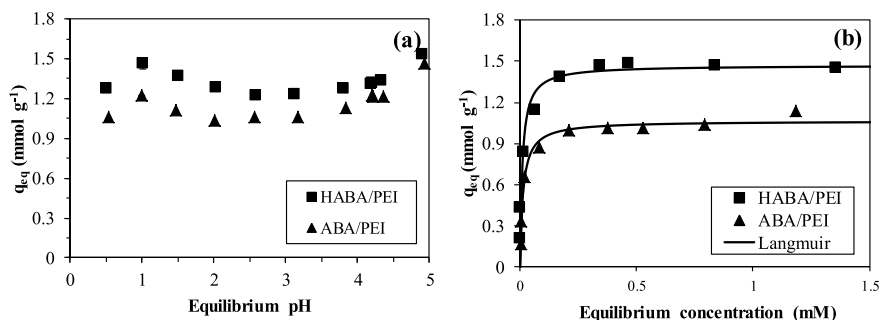 (a)
q_eq (mmol g⁻¹)
1.8
1.5
1.2
0.9
0.6
0.3
0
HABA/PEI
ABA/PEI
0 1 2 3 4 5
Equilibrium pH
(b)
q_eq (mmol g⁻¹)
1.8
1.5
1.2
0.9
0.6
0.3
0
HABA/PEI
ABA/PEI
Langmuir
0 0.5 1 1.5
Equilibrium concentration (mM)